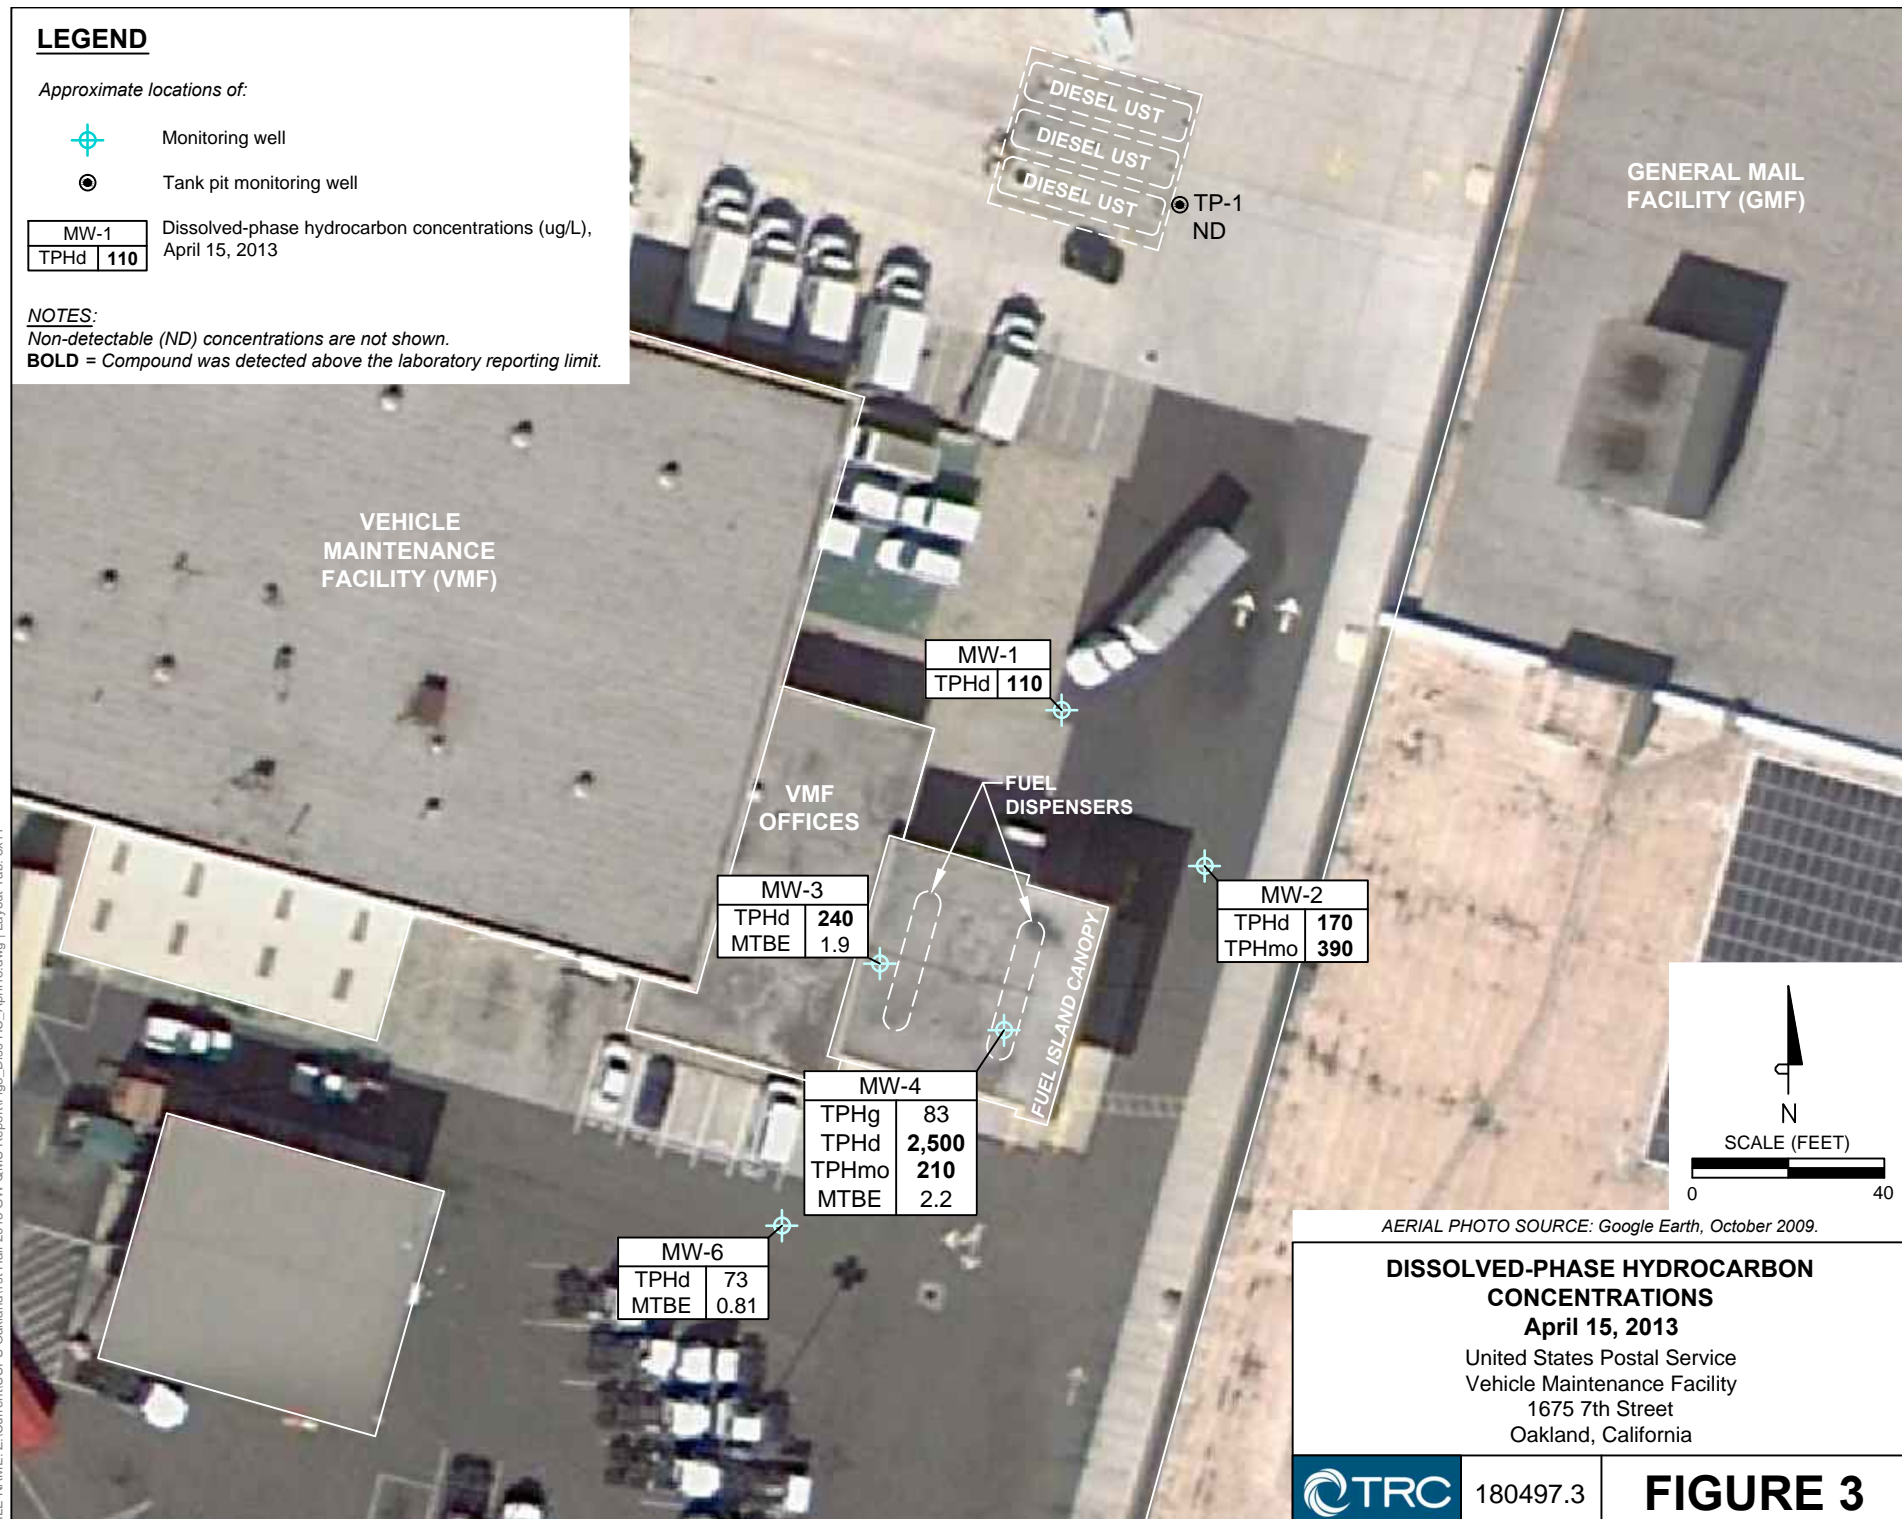 LEGEND
Approximate locations of:
Monitoring well
Tank pit monitoring well
MW-1
TPHd 110
Dissolved-phase hydrocarbon concentrations (ug/L),
April 15, 2013
NOTES:
Non-detectable (ND) concentrations are not shown.
BOLD = Compound was detected above the laboratory reporting limit.
DIESEL UST
DIESEL UST
DIESEL UST
TP-1
ND
GENERAL MAIL
FACILITY (GMF)
VEHICLE
MAINTENANCE
FACILITY (VMF)
MW-1
TPHd 110
VMF
OFFICES
FUEL
DISPENSERS
MW-3
TPHd 240
MTBE 1.9
MW-2
TPHd 170
TPHmo 390
FUEL ISLAND CANOPY
MW-4
TPHg 83
TPHd 2,500
TPHmo 210
MTBE 2.2
MW-6
TPHd 73
MTBE 0.81
N
SCALE (FEET)
0 40
AERIAL PHOTO SOURCE: Google Earth, October 2009.
DISSOLVED-PHASE HYDROCARBON
CONCENTRATIONS
April 15, 2013
United States Postal Service
Vehicle Maintenance Facility
1675 7th Street
Oakland, California
TRC
180497.3
FIGURE 3